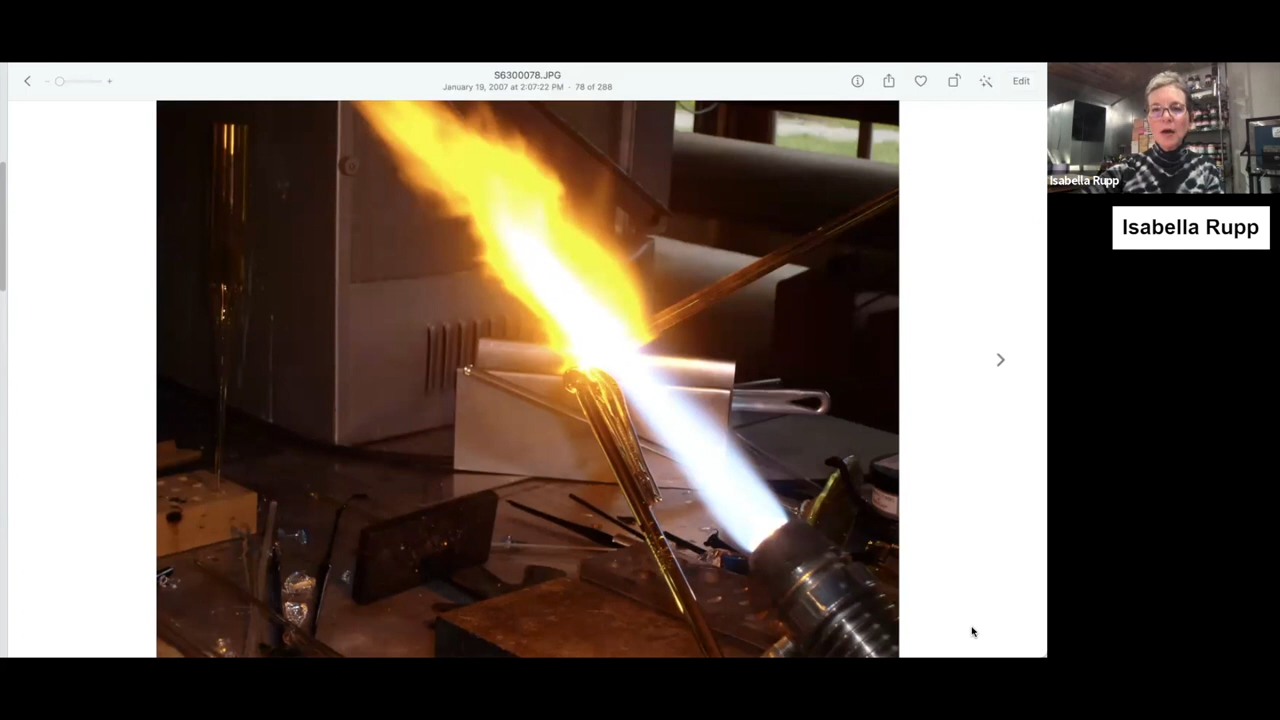 S6300078.JPG
January 19, 2007 at 2:07:22 PM · 78 of 288
Edit
Isabella Rupp
Isabella Rupp